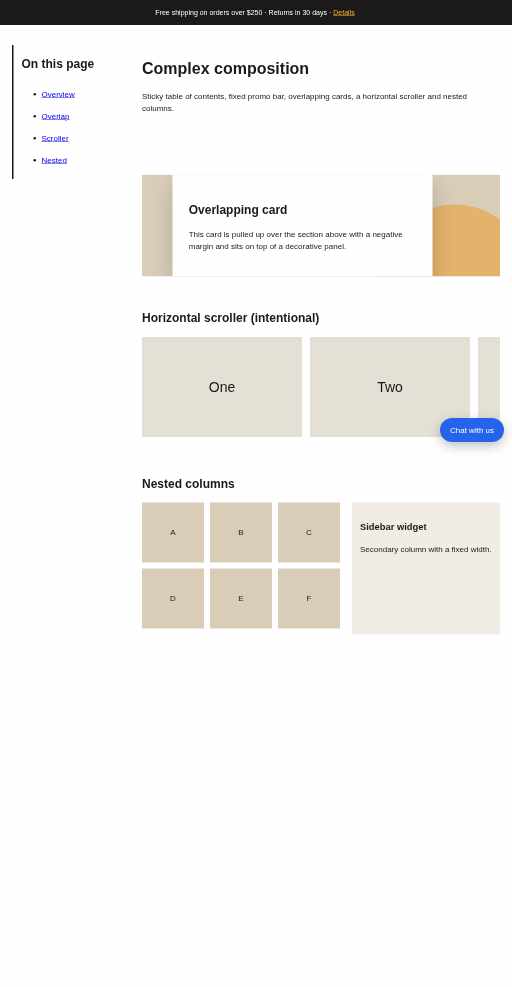 Free shipping on orders over $250 · Returns in 30 days · Details
On this page
Overview
Overlap
Scroller
Nested
Complex composition
Sticky table of contents, fixed promo bar, overlapping cards, a horizontal scroller and nested
columns.
Overlapping card
This card is pulled up over the section above with a negative
margin and sits on top of a decorative panel.
Horizontal scroller (intentional)
One
Two
Chat with us
Nested columns
A
B
C
D
E
F
Sidebar widget
Secondary column with a fixed width.